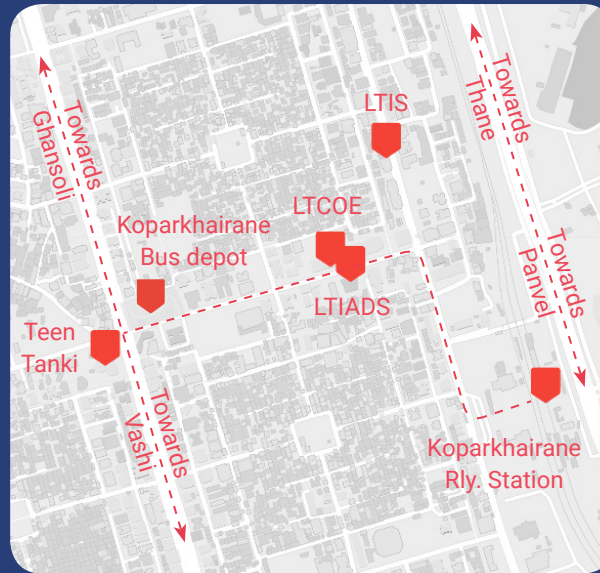 Towards
Ghansoli
Towards
Thane
LTIS
LTCOE
Koparkhairane
Bus depot
LTIADS
Towards
Panvel
Teen
Tanki
Towards
Vashi
Koparkhairane
Rly. Station